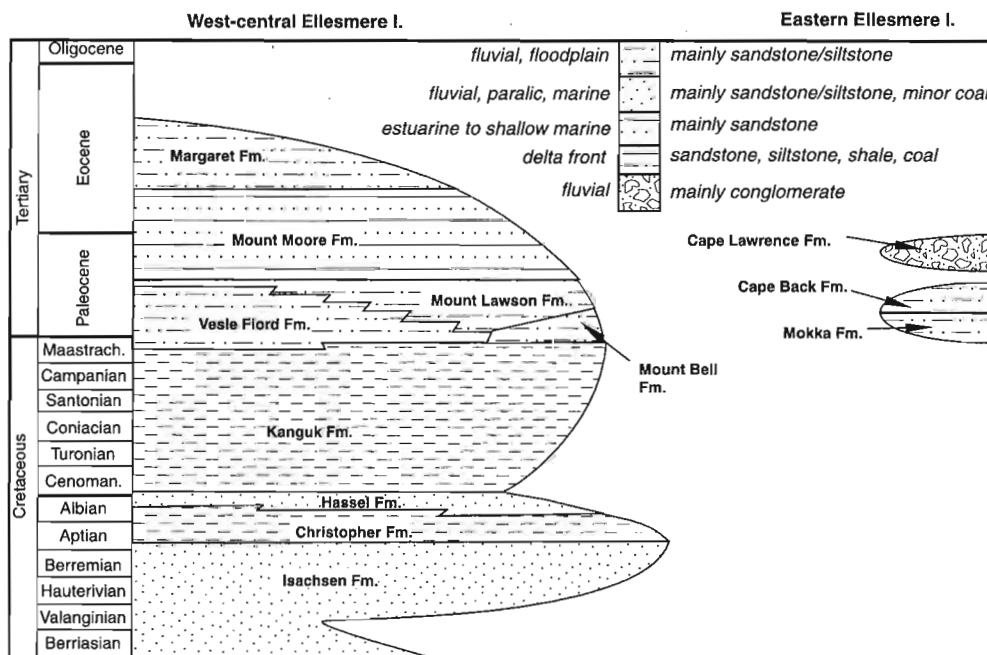 West-central Ellesmere I.
Eastern Ellesmere I.
Tertiary
Cretaceous
Oligocene
Eocene
Paleocene
Maastrach.
Campanian
Santonian
Coniacian
Turonian
Cenoman.
Albian
Aptian
Berremian
Hauterivian
Valanginian
Berriasian
fluvial, floodplain
mainly sandstone/siltstone
fluvial, paralic, marine
mainly sandstone/siltstone, minor coal
estuarine to shallow marine
mainly sandstone
delta front
sandstone, siltstone, shale, coal
fluvial
mainly conglomerate
Margaret Fm.
Mount Moore Fm.
Mount Lawson Fm.
Vesle Fiord Fm.
Mount Bell
Fm.
Kanguk Fm.
Hassel Fm.
Christopher Fm.
Isachsen Fm.
Cape Lawrence Fm.
Cape Back Fm.
Mokka Fm.